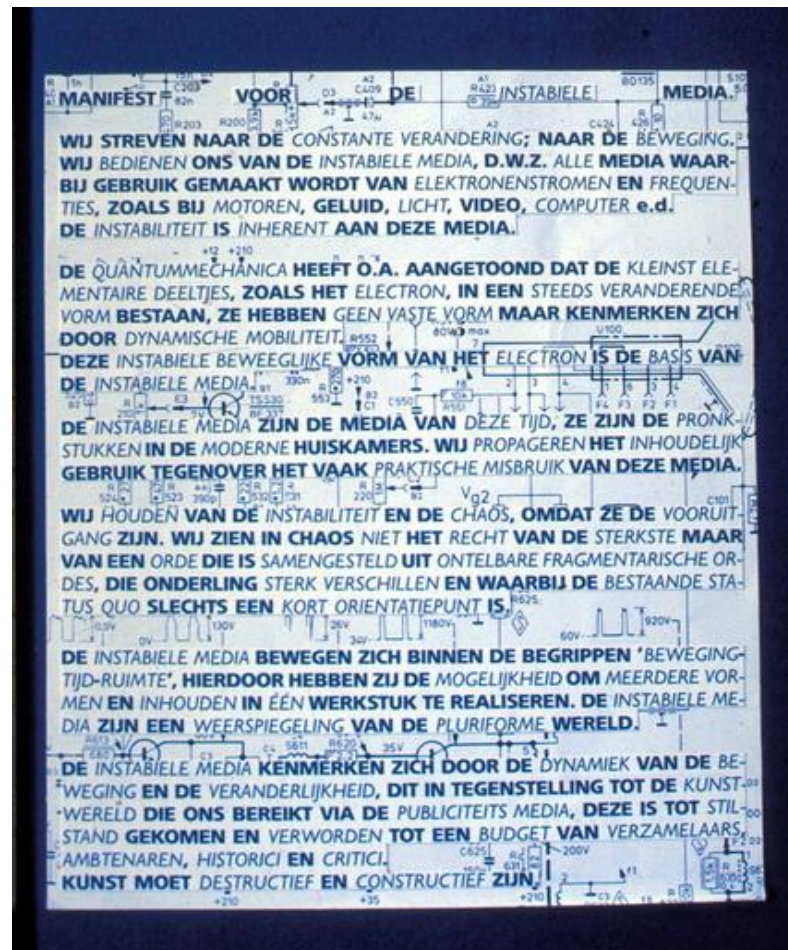 MANIFEST VOOR DE INSTABIELE MEDIA.
WIJ STREVEN NAAR DE CONSTANTE VERANDERING; NAAR DE BEWEGING.
WIJ BEDIENEN ONS VAN DE INSTABIELE MEDIA, D.W.Z. ALLE MEDIA WAAR-
BIJ GEBRUIK GEMAAKT WORDT VAN ELEKTRONENSTROMEN EN FREQUEN-
TIES, ZOALS BIJ MOTOREN, GELUID, LICHT, VIDEO, COMPUTER e.d.
DE INSTABILITEIT IS INHERENT AAN DEZE MEDIA.
+12 +210
DE QUANTUMMECHANICA HEEFT O.A. AANGETOOND DAT DE KLEINST ELE-
MENTAIRE DEELTJES, ZOALS HET ELECTRON, IN EEN STEEDS VERANDERENDE
VORM BESTAAN, ZE HEBBEN GEEN VASTE VORM MAAR KENMERKEN ZICH
DOOR DYNAMISCHE MOBILITEIT.
DEZE INSTABIELE BEWEEGLIJKE VORM VAN HET ELECTRON IS DE BASIS VAN
DE INSTABIELE MEDIA.
DE INSTABIELE MEDIA ZIJN DE MEDIA VAN DEZE TIJD, ZE ZIJN DE PRONK-
STUKKEN IN DE MODERNE HUISKAMERS. WIJ PROPAGEREN HET INHOUDELIJK
GEBRUIK TEGENOVER HET VAAK PRAKTISCHE MISBRUIK VAN DEZE MEDIA.
WIJ HOUDEN VAN DE INSTABILITEIT EN DE CHAOS, OMDAT ZE DE VOORUIT-
GANG ZIJN. WIJ ZIEN IN CHAOS NIET HET RECHT VAN DE STERKSTE MAAR
VAN EEN ORDE DIE IS SAMENGESTELD UIT ONTELBARE FRAGMENTARISCHE OR-
DES, DIE ONDERLING STERK VERSCHILLEN EN WAARBIJ DE BESTAANDE STA-
TUS QUO SLECHTS EEN KORT ORIENTATIEPUNT IS.
DE INSTABIELE MEDIA BEWEGEN ZICH BINNEN DE BEGRIPPEN 'BEWEGING-
TIJD-RUIMTE', HIERDOOR HEBBEN ZIJ DE MOGELIJKHEID OM MEERDERE VOR-
MEN EN INHOUDEN IN ÉÉN WERKSTUK TE REALISEREN. DE INSTABIELE ME-
DIA ZIJN EEN WEERSPIEGELING VAN DE PLURIFORME WERELD.
DE INSTABIELE MEDIA KENMERKEN ZICH DOOR DE DYNAMIEK VAN DE BE-
WEGING EN DE VERANDERLIJKHEID, DIT IN TEGENSTELLING TOT DE KUNST-
WERELD DIE ONS BEREIKT VIA DE PUBLICITEITS MEDIA, DEZE IS TOT STIL-
STAND GEKOMEN EN VERWORDEN TOT EEN BUDGET VAN VERZAMELAARS,
AMBTENAREN, HISTORICI EN CRITICI.
KUNST MOET DESTRUCTIEF EN CONSTRUCTIEF ZIJN.
+210 +35 +210